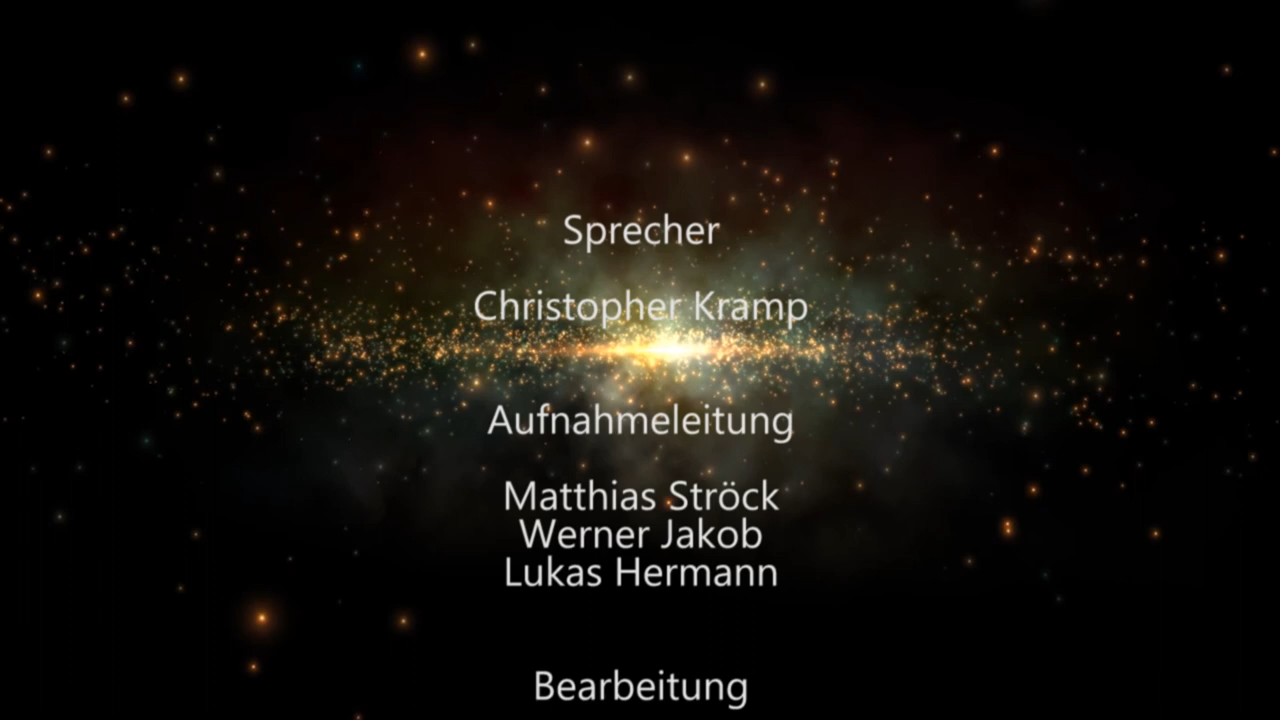 Sprecher
Christopher Kramp
Aufnahmeleitung
Matthias Ströck
Werner Jakob
Lukas Hermann
Bearbeitung